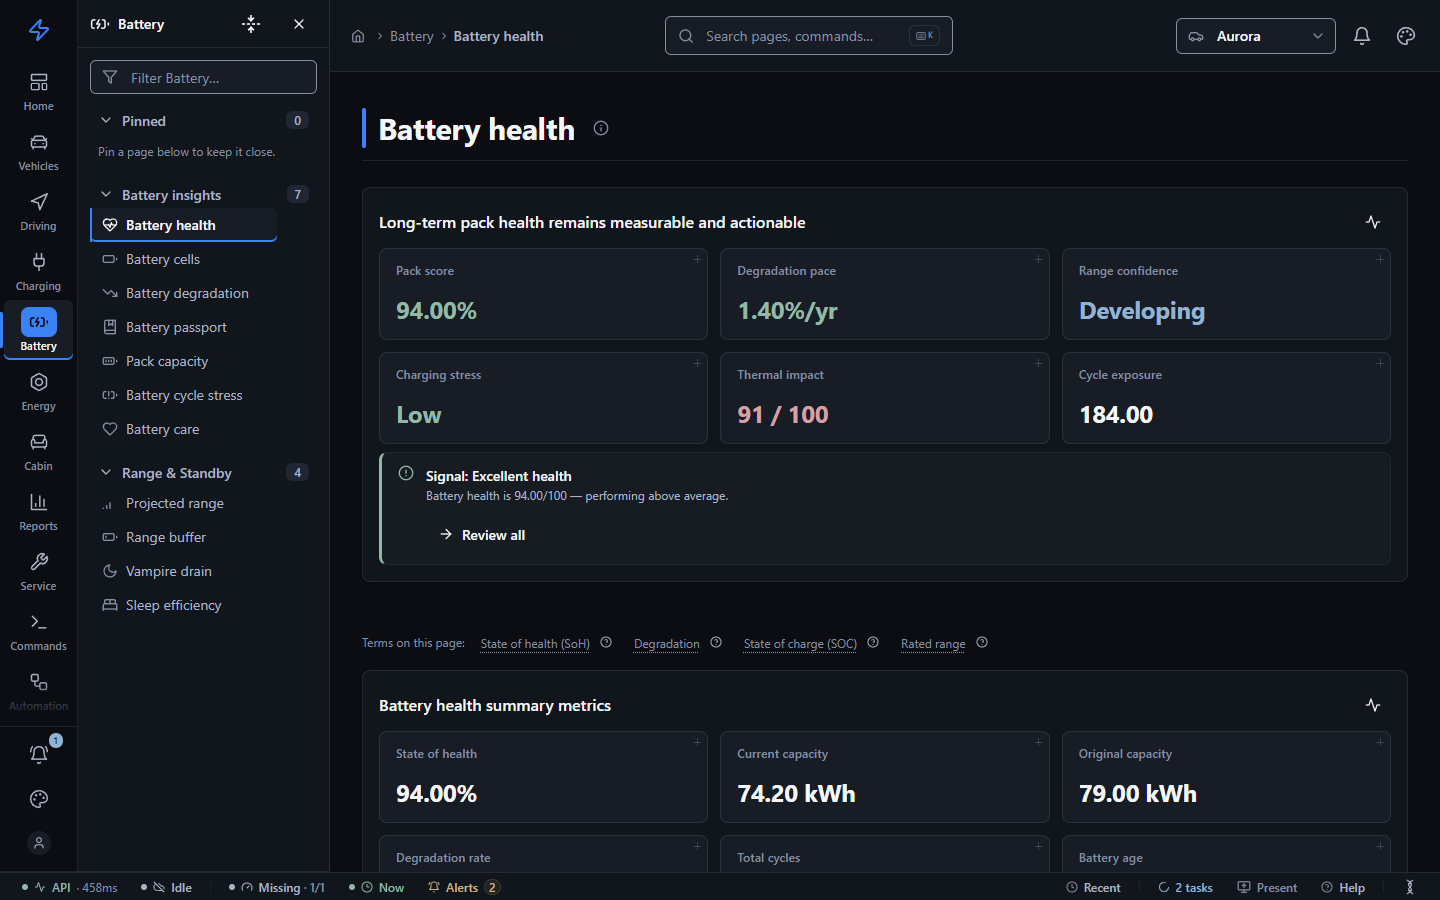 Battery
Battery
Battery health
Search pages, commands...
K
Aurora
Filter Battery...
Home
Vehicles
Driving
Charging
Battery
Energy
Cabin
Reports
Service
Commands
Automation
1
Pinned
0
Pin a page below to keep it close.
Battery insights
7
Battery health
Battery cells
Battery degradation
Battery passport
Pack capacity
Battery cycle stress
Battery care
Range & Standby
4
Projected range
Range buffer
Vampire drain
Sleep efficiency
Battery health
Long-term pack health remains measurable and actionable
Pack score
94.00%
Degradation pace
1.40%/yr
Range confidence
Developing
Charging stress
Low
Thermal impact
91 / 100
Cycle exposure
184.00
Signal: Excellent health
Battery health is 94.00/100 — performing above average.
Review all
Terms on this page:
State of health (SoH)
Degradation
State of charge (SOC)
Rated range
Battery health summary metrics
State of health
94.00%
Current capacity
74.20 kWh
Original capacity
79.00 kWh
Degradation rate
Total cycles
Battery age
API · 458ms
Idle
Missing · 1/1
Now
Alerts 2
Recent
2 tasks
Present
Help